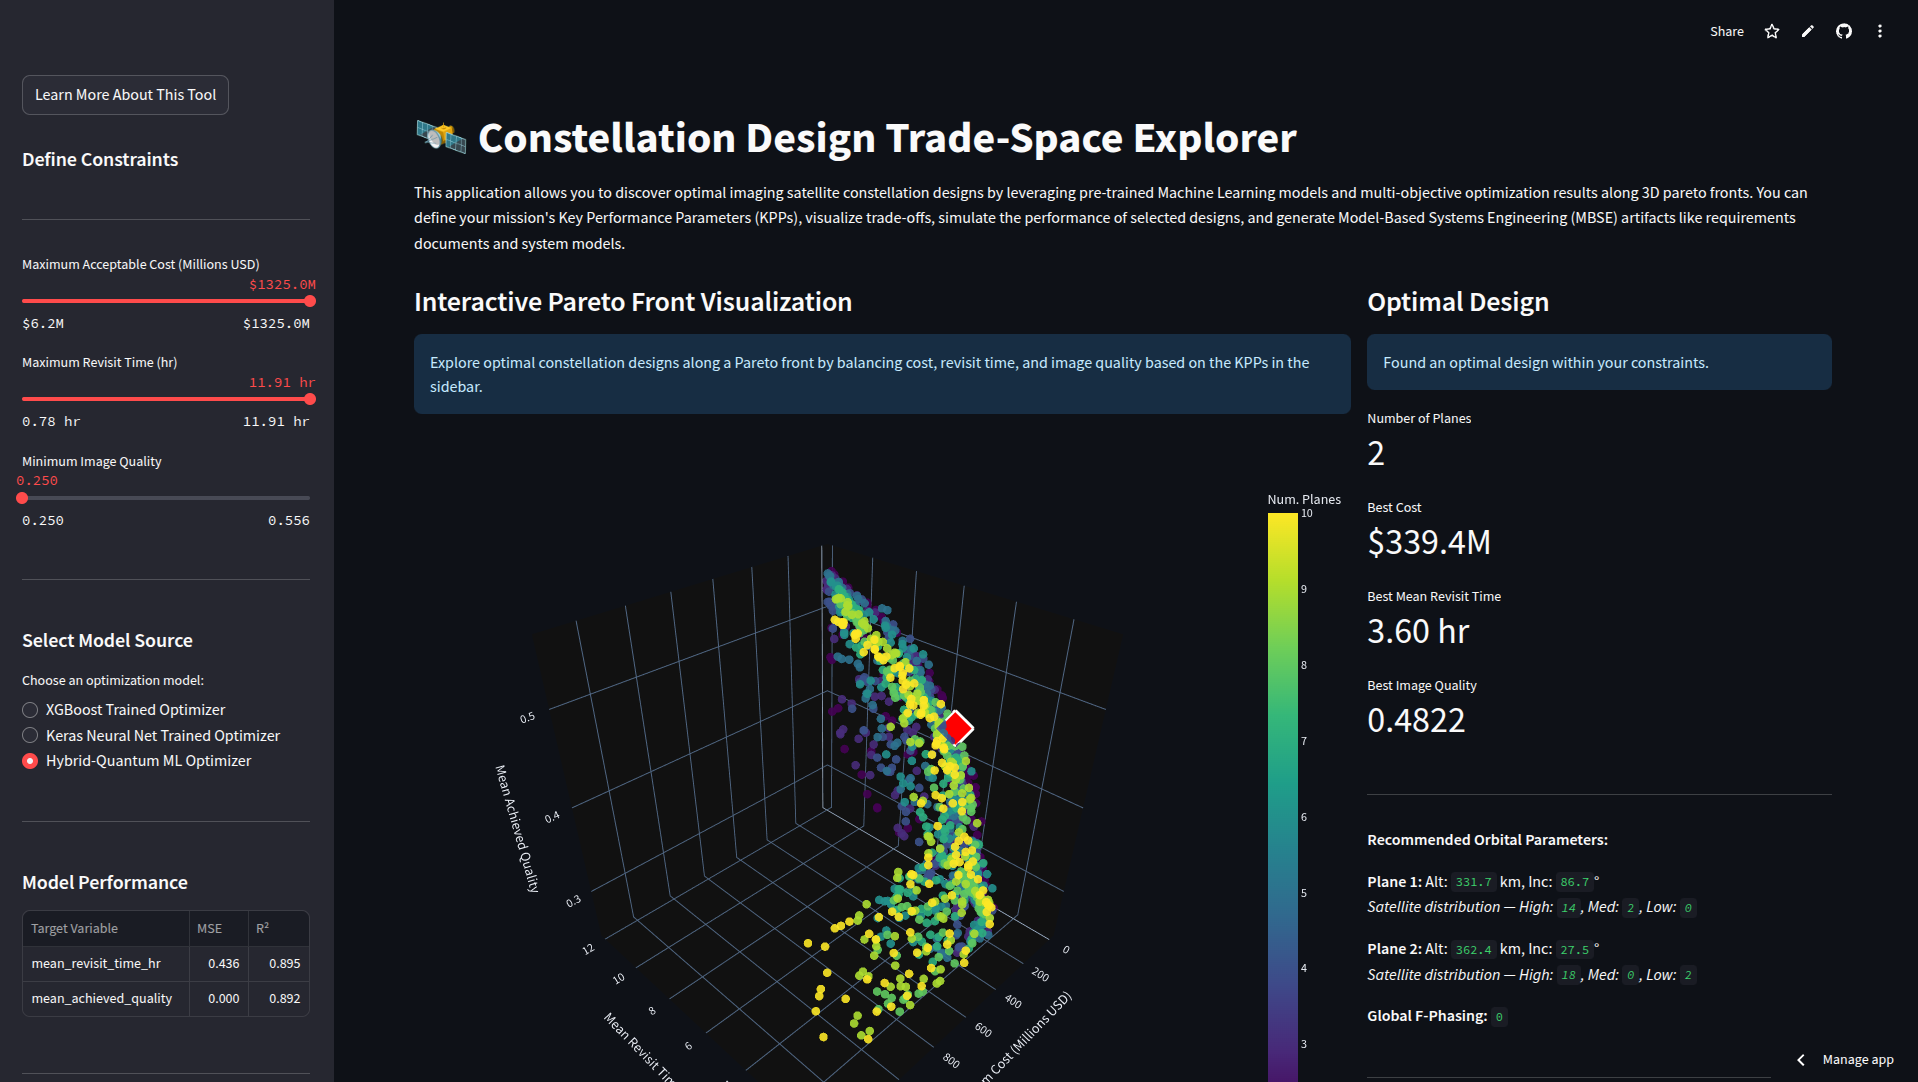 Share
Learn More About This Tool
Define Constraints
Maximum Acceptable Cost (Millions USD)
$1325.0M
$6.2M $1325.0M
Maximum Revisit Time (hr)
11.91 hr
0.78 hr 11.91 hr
Minimum Image Quality
0.250
0.250 0.556
Select Model Source
Choose an optimization model:
XGBoost Trained Optimizer
Keras Neural Net Trained Optimizer
Hybrid-Quantum ML Optimizer
Model Performance
Target Variable MSE R²
mean_revisit_time_hr 0.436 0.895
mean_achieved_quality 0.000 0.892
Constellation Design Trade-Space Explorer
This application allows you to discover optimal imaging satellite constellation designs by leveraging pre-trained Machine Learning models and multi-objective optimization results along 3D pareto fronts. You can
define your mission's Key Performance Parameters (KPPs), visualize trade-offs, simulate the performance of selected designs, and generate Model-Based Systems Engineering (MBSE) artifacts like requirements
documents and system models.
Interactive Pareto Front Visualization
Explore optimal constellation designs along a Pareto front by balancing cost, revisit time, and image quality based on the KPPs in the
sidebar.
Num. Planes
10
9
8
7
6
5
4
3
Mean Achieved Quality
0.5
0.4
0.3
12
10
8
6
Mean Revisit
0
200
400
600
800
Cost (Millions USD)
Optimal Design
Found an optimal design within your constraints.
Number of Planes
2
Best Cost
$339.4M
Best Mean Revisit Time
3.60 hr
Best Image Quality
0.4822
Recommended Orbital Parameters:
Plane 1: Alt: 331.7 km, Inc: 86.7 °
Satellite distribution — High: 14 , Med: 2 , Low: 0
Plane 2: Alt: 362.4 km, Inc: 27.5 °
Satellite distribution — High: 18 , Med: 0 , Low: 2
Global F-Phasing: 0
Manage app